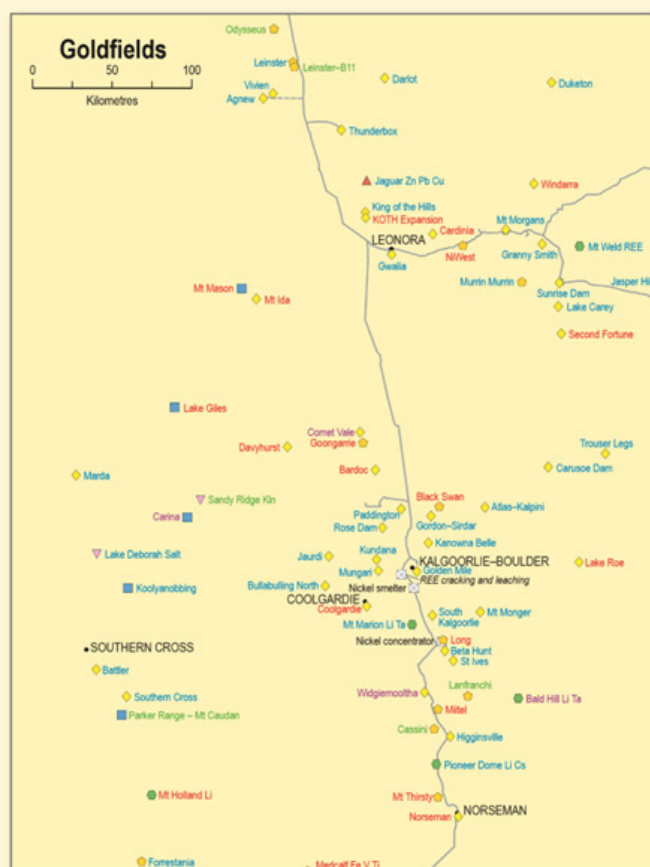 Odysseus
Goldfields
0 50 100
Kilometres
Leinster
Leinster–B11
Darlot
Duketon
Vivien
Agnew
Thunderbox
Jaguar Zn Pb Cu
Windarra
King of the Hills
KOTH Expansion
Mt Morgans
Cardinia
LEONORA
Granny Smith
Mt Weld REE
NiWest
Gwalia
Murrin Murrin
Jasper Hi
Mt Mason
Mt Ida
Sunrise Dam
Lake Carey
Second Fortune
Lake Giles
Comet Vale
Goongarrie
Davyhurst
Trouser Legs
Bardoc
Carusoe Dam
Marda
Sandy Ridge Kln
Black Swan
Atlas–Kalpini
Carina
Paddington
Gordon–Sirdar
Rose Dam
Kanowna Belle
Lake Deborah Salt
Jaurdi
Kundana
KALGOORLIE–BOULDER
Lake Roe
Mungari
Golden Mile
REE cracking and leaching
Koolyanobbing
Bullabulling North
Nickel smelter
COOLGARDIE
Coolgardie
South
Kalgoorlie
Mt Monger
Mt Marion Li Ta
Nickel concentrator
Long
SOUTHERN CROSS
Beta Hunt
St Ives
Battler
Lanfranchi
Widgiemooltha
Southern Cross
Bald Hill Li Ta
Miitel
Parker Range – Mt Caudan
Cassini
Higginsville
Pioneer Dome Li Cs
Mt Holland Li
Mt Thirsty
NORSEMAN
Norseman
Forrestania
Medcalf Fe V Ti